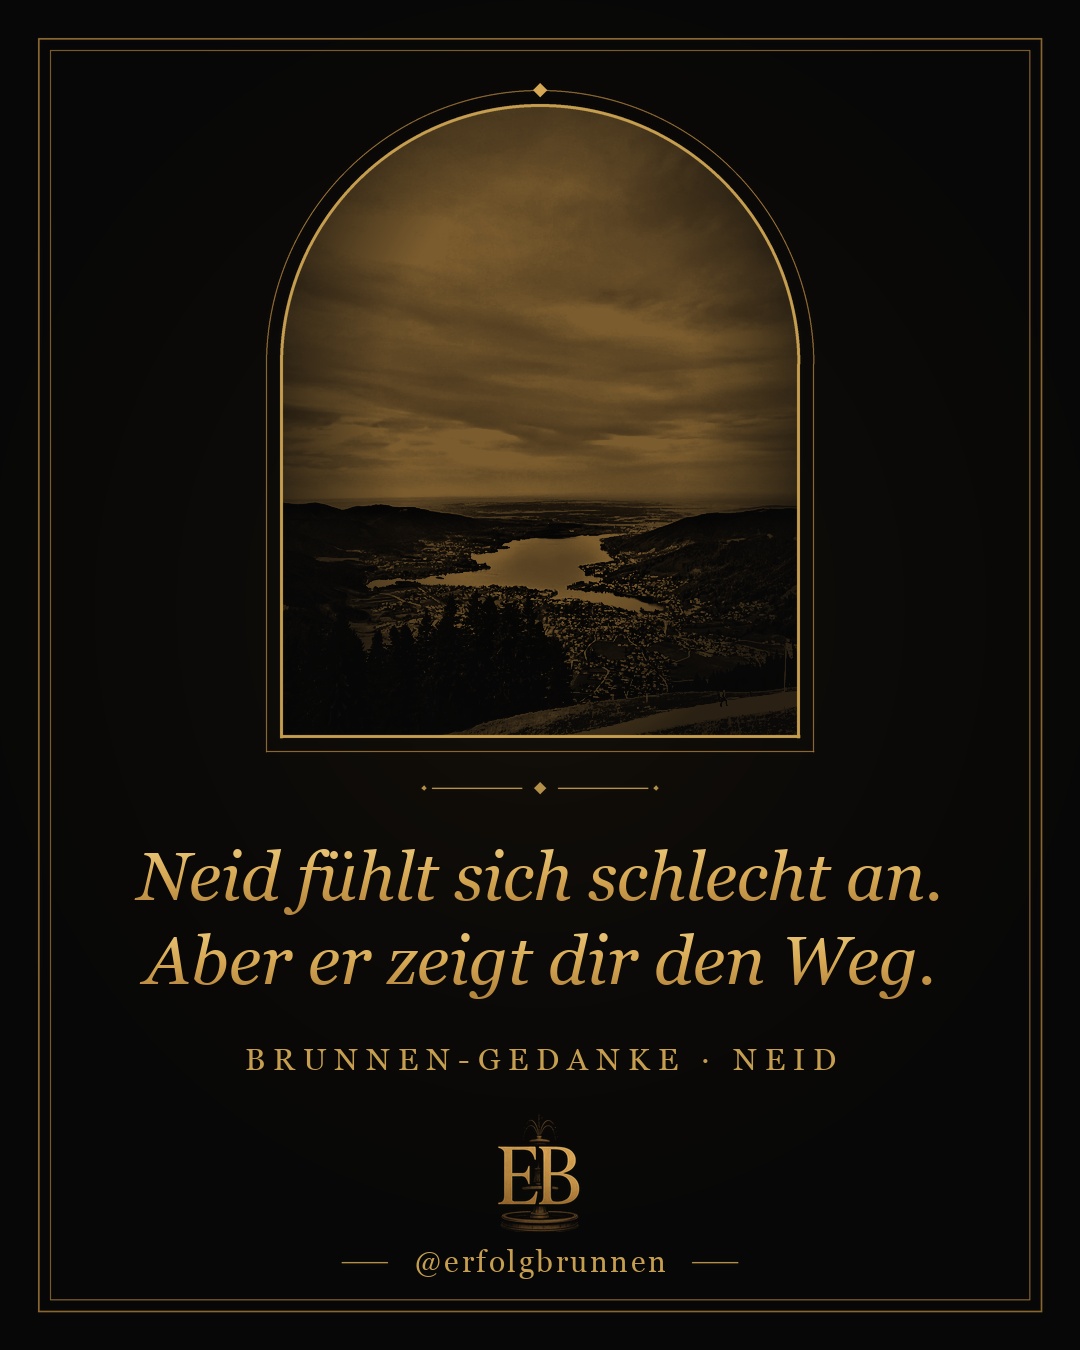 Neid fühlt sich schlecht an.
Aber er zeigt dir den Weg.
BRUNNEN-GEDANKE · NEID
EB
@erfolgbrunnen